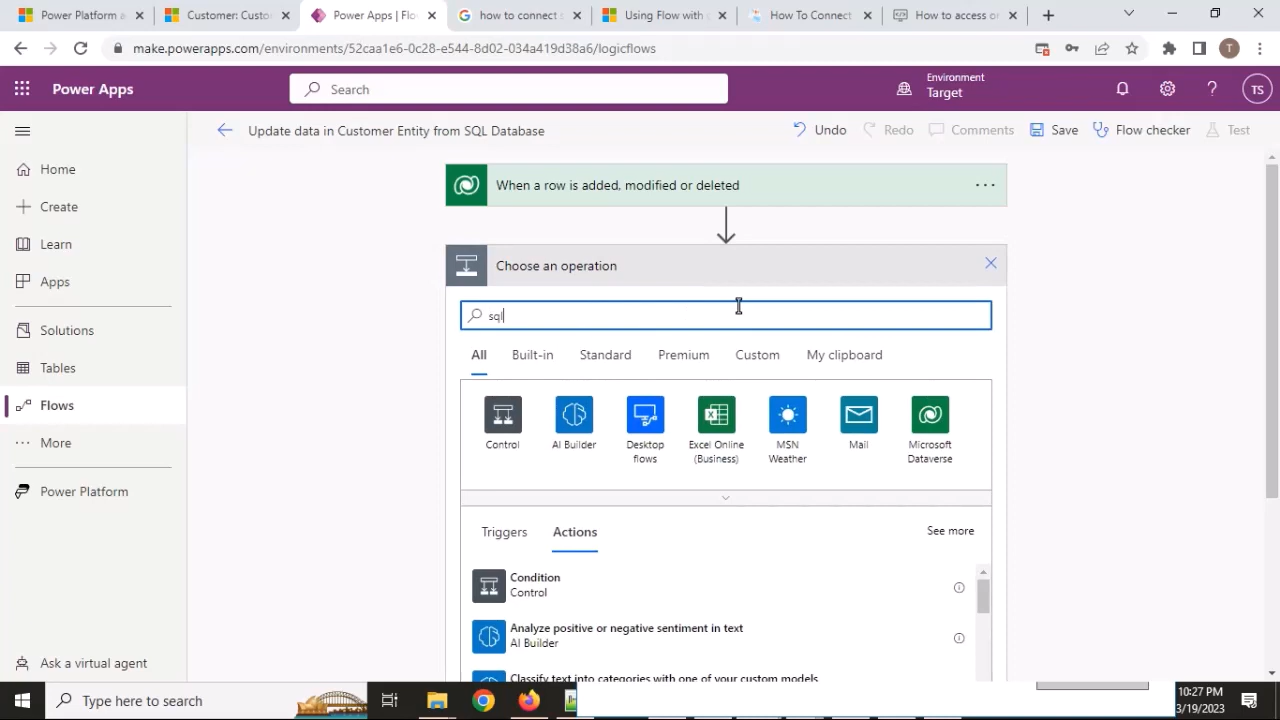 Power Platform a
Customer: Custo
Power Apps | Flo
how to connect s
Using Flow with
How To Connect
How to access or
make.powerapps.com/environments/52caa1e6-0c28-e544-8d02-034a419d38a6/logicflows
T
Power Apps
Search
Environment
Target
TS
Update data in Customer Entity from SQL Database
Undo
Redo
Comments
Save
Flow checker
Test
Home
Create
Learn
Apps
Solutions
Tables
Flows
More
Power Platform
Ask a virtual agent
When a row is added, modified or deleted
Choose an operation
sql
All
Built-in
Standard
Premium
Custom
My clipboard
Control
AI Builder
Desktop
flows
Excel Online
(Business)
MSN
Weather
Mail
Microsoft
Dataverse
Triggers
Actions
See more
Condition
Control
Analyze positive or negative sentiment in text
AI Builder
Classify text into categories with one of your custom models
Type here to search
10:27 PM
3/19/2023